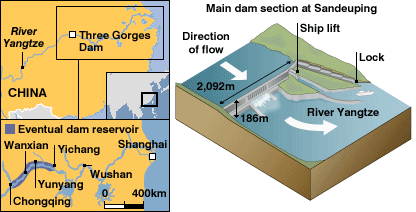 River
Yangtze
Three Gorges
Dam
CHINA
Eventual dam reservoir
Wanxian
Yichang
Shanghai
Wushan
Yunyang
Chongqing
0
400km
Main dam section at Sandeuping
Ship lift
Direction
of flow
Lock
2,092m
186m
River Yangtze